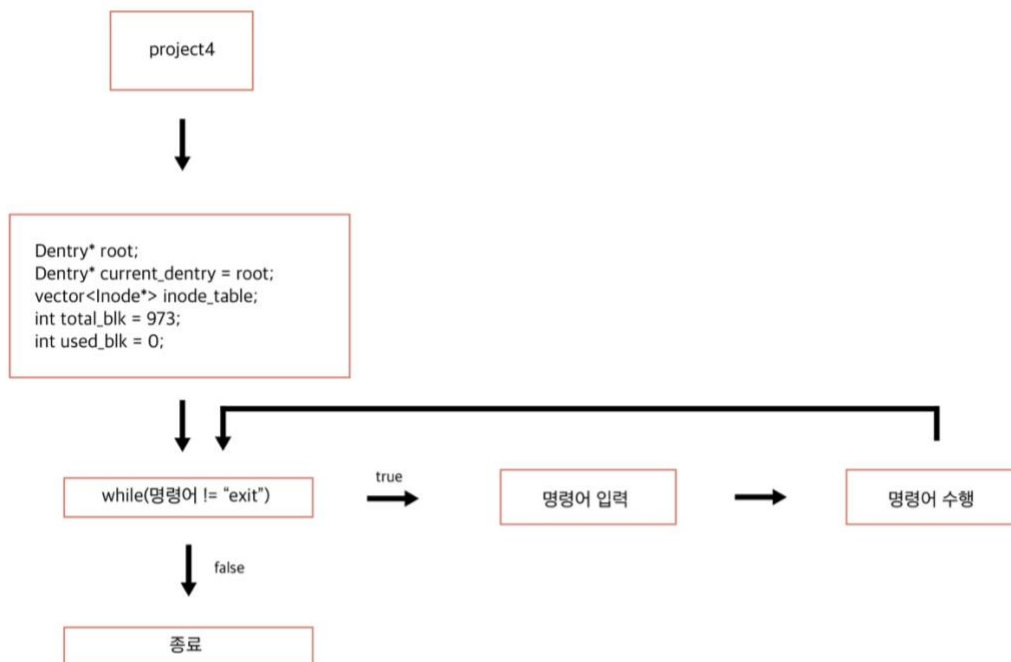 project4
Dentry* root;
Dentry* current_dentry = root;
vector<Inode*> inode_table;
int total_blk = 973;
int used_blk = 0;
while(명령어 != “exit”)
true
명령어 입력
명령어 수행
false
종료